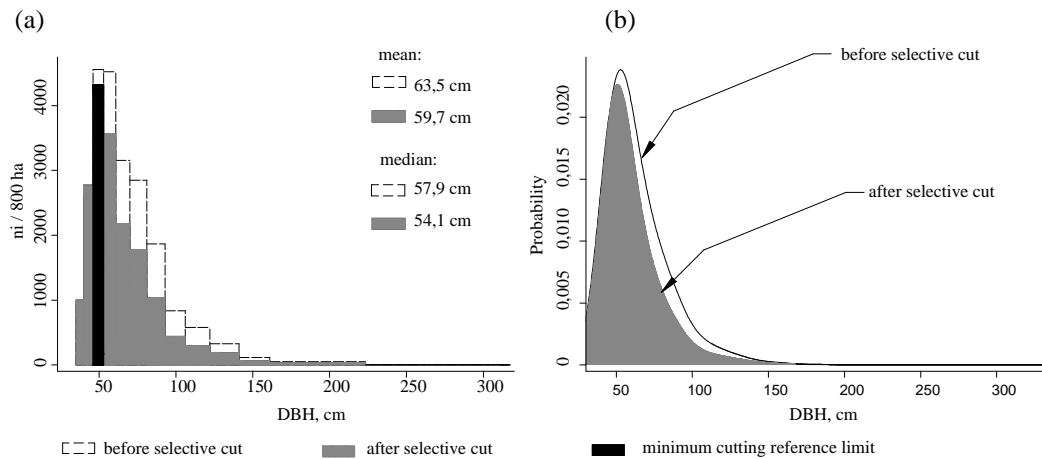 (a)
mean:
63,5 cm
59,7 cm
median:
57,9 cm
54,1 cm
ni / 800 ha
0
1000
2000
3000
4000
50
100
150
200
250
300
DBH, cm
(b)
before selective cut
after selective cut
Probability
0
0,005
0,010
0,015
0,020
50
100
150
200
250
300
DBH, cm
before selective cut
after selective cut
minimum cutting reference limit